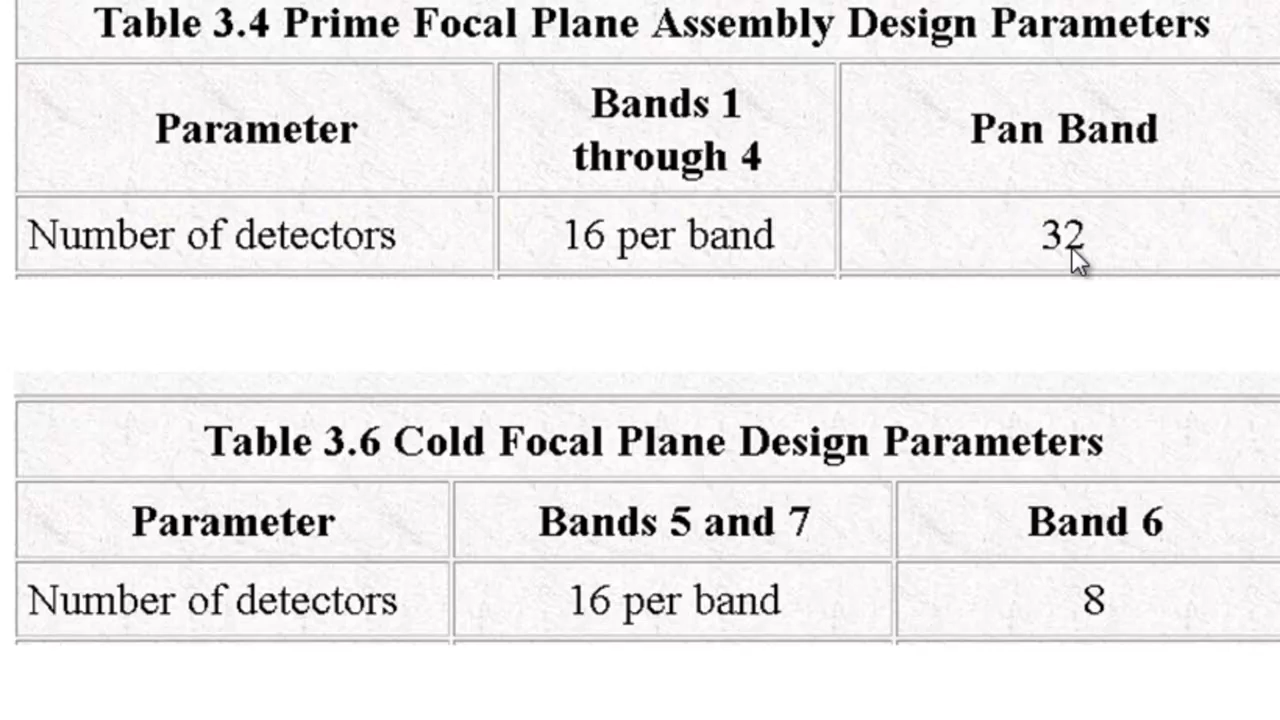 Table 3.4 Prime Focal Plane Assembly Design Parameters
Parameter
Bands 1
through 4
Pan Band
Number of detectors
16 per band
32
Table 3.6 Cold Focal Plane Design Parameters
Parameter
Bands 5 and 7
Band 6
Number of detectors
16 per band
8